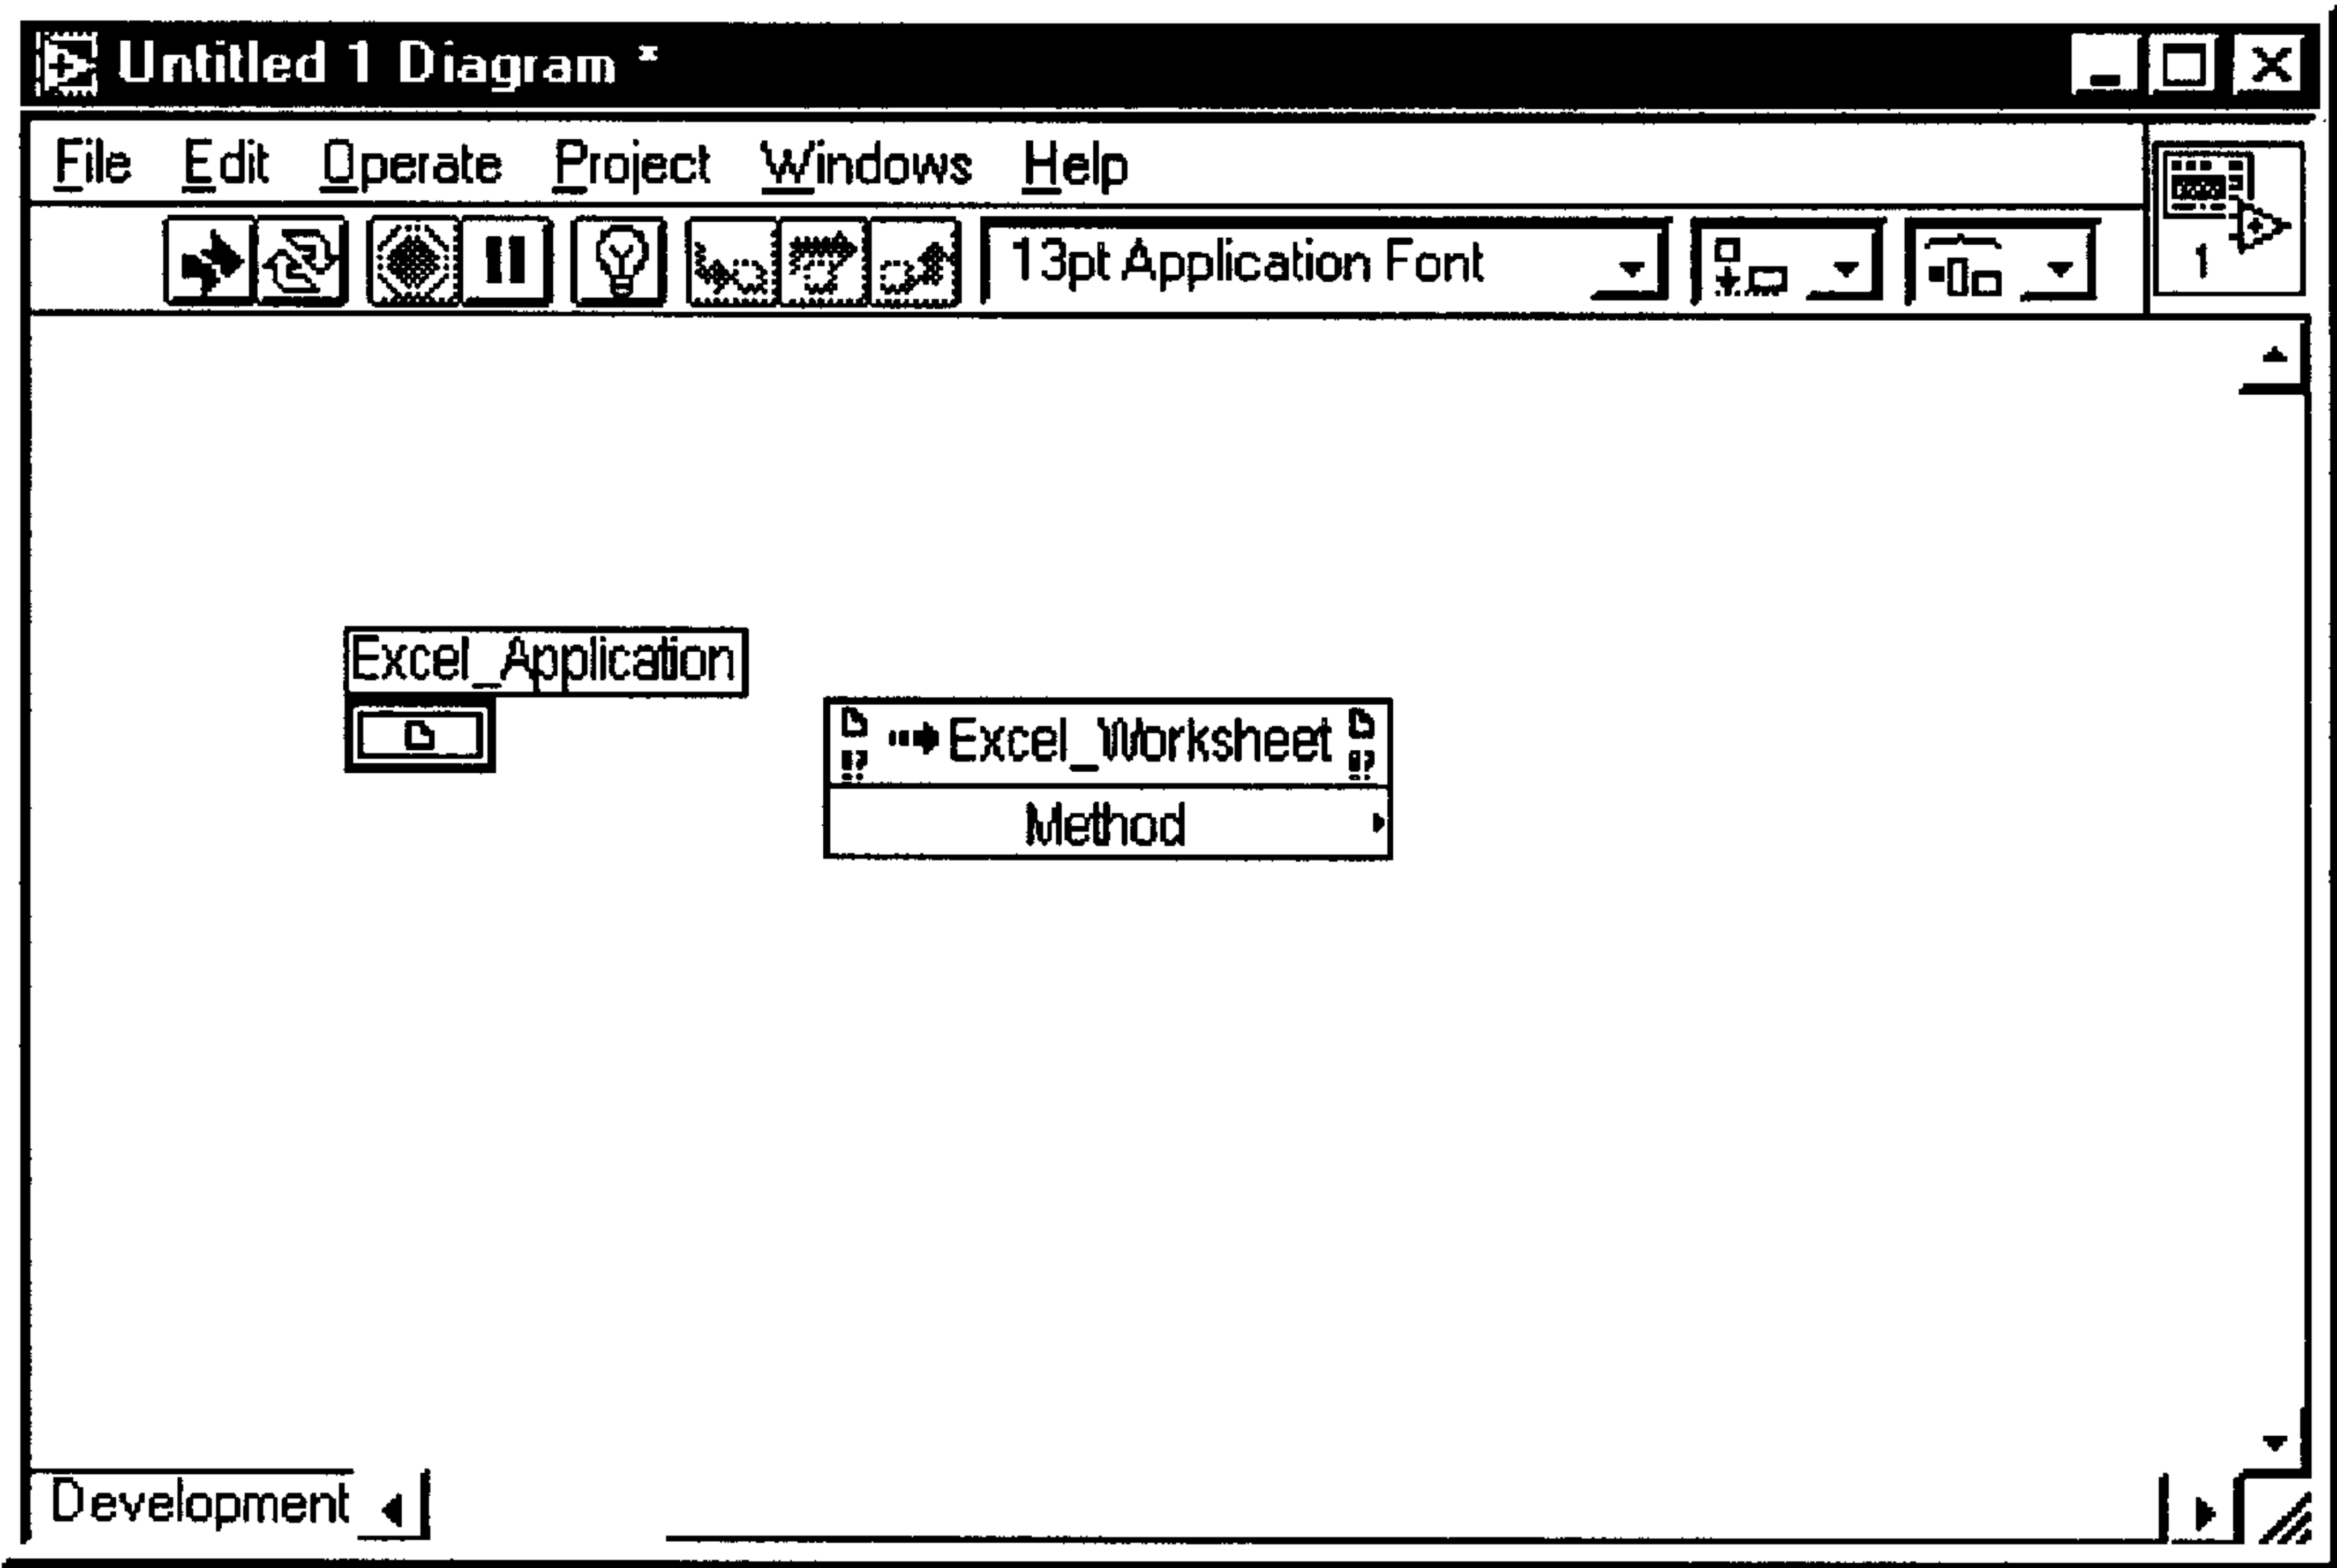 Untitled 1 Diagram *
File Edit Operate Project Windows Help
13pt Application Font
1
Excel_Application
Excel_Worksheet
Method
Development